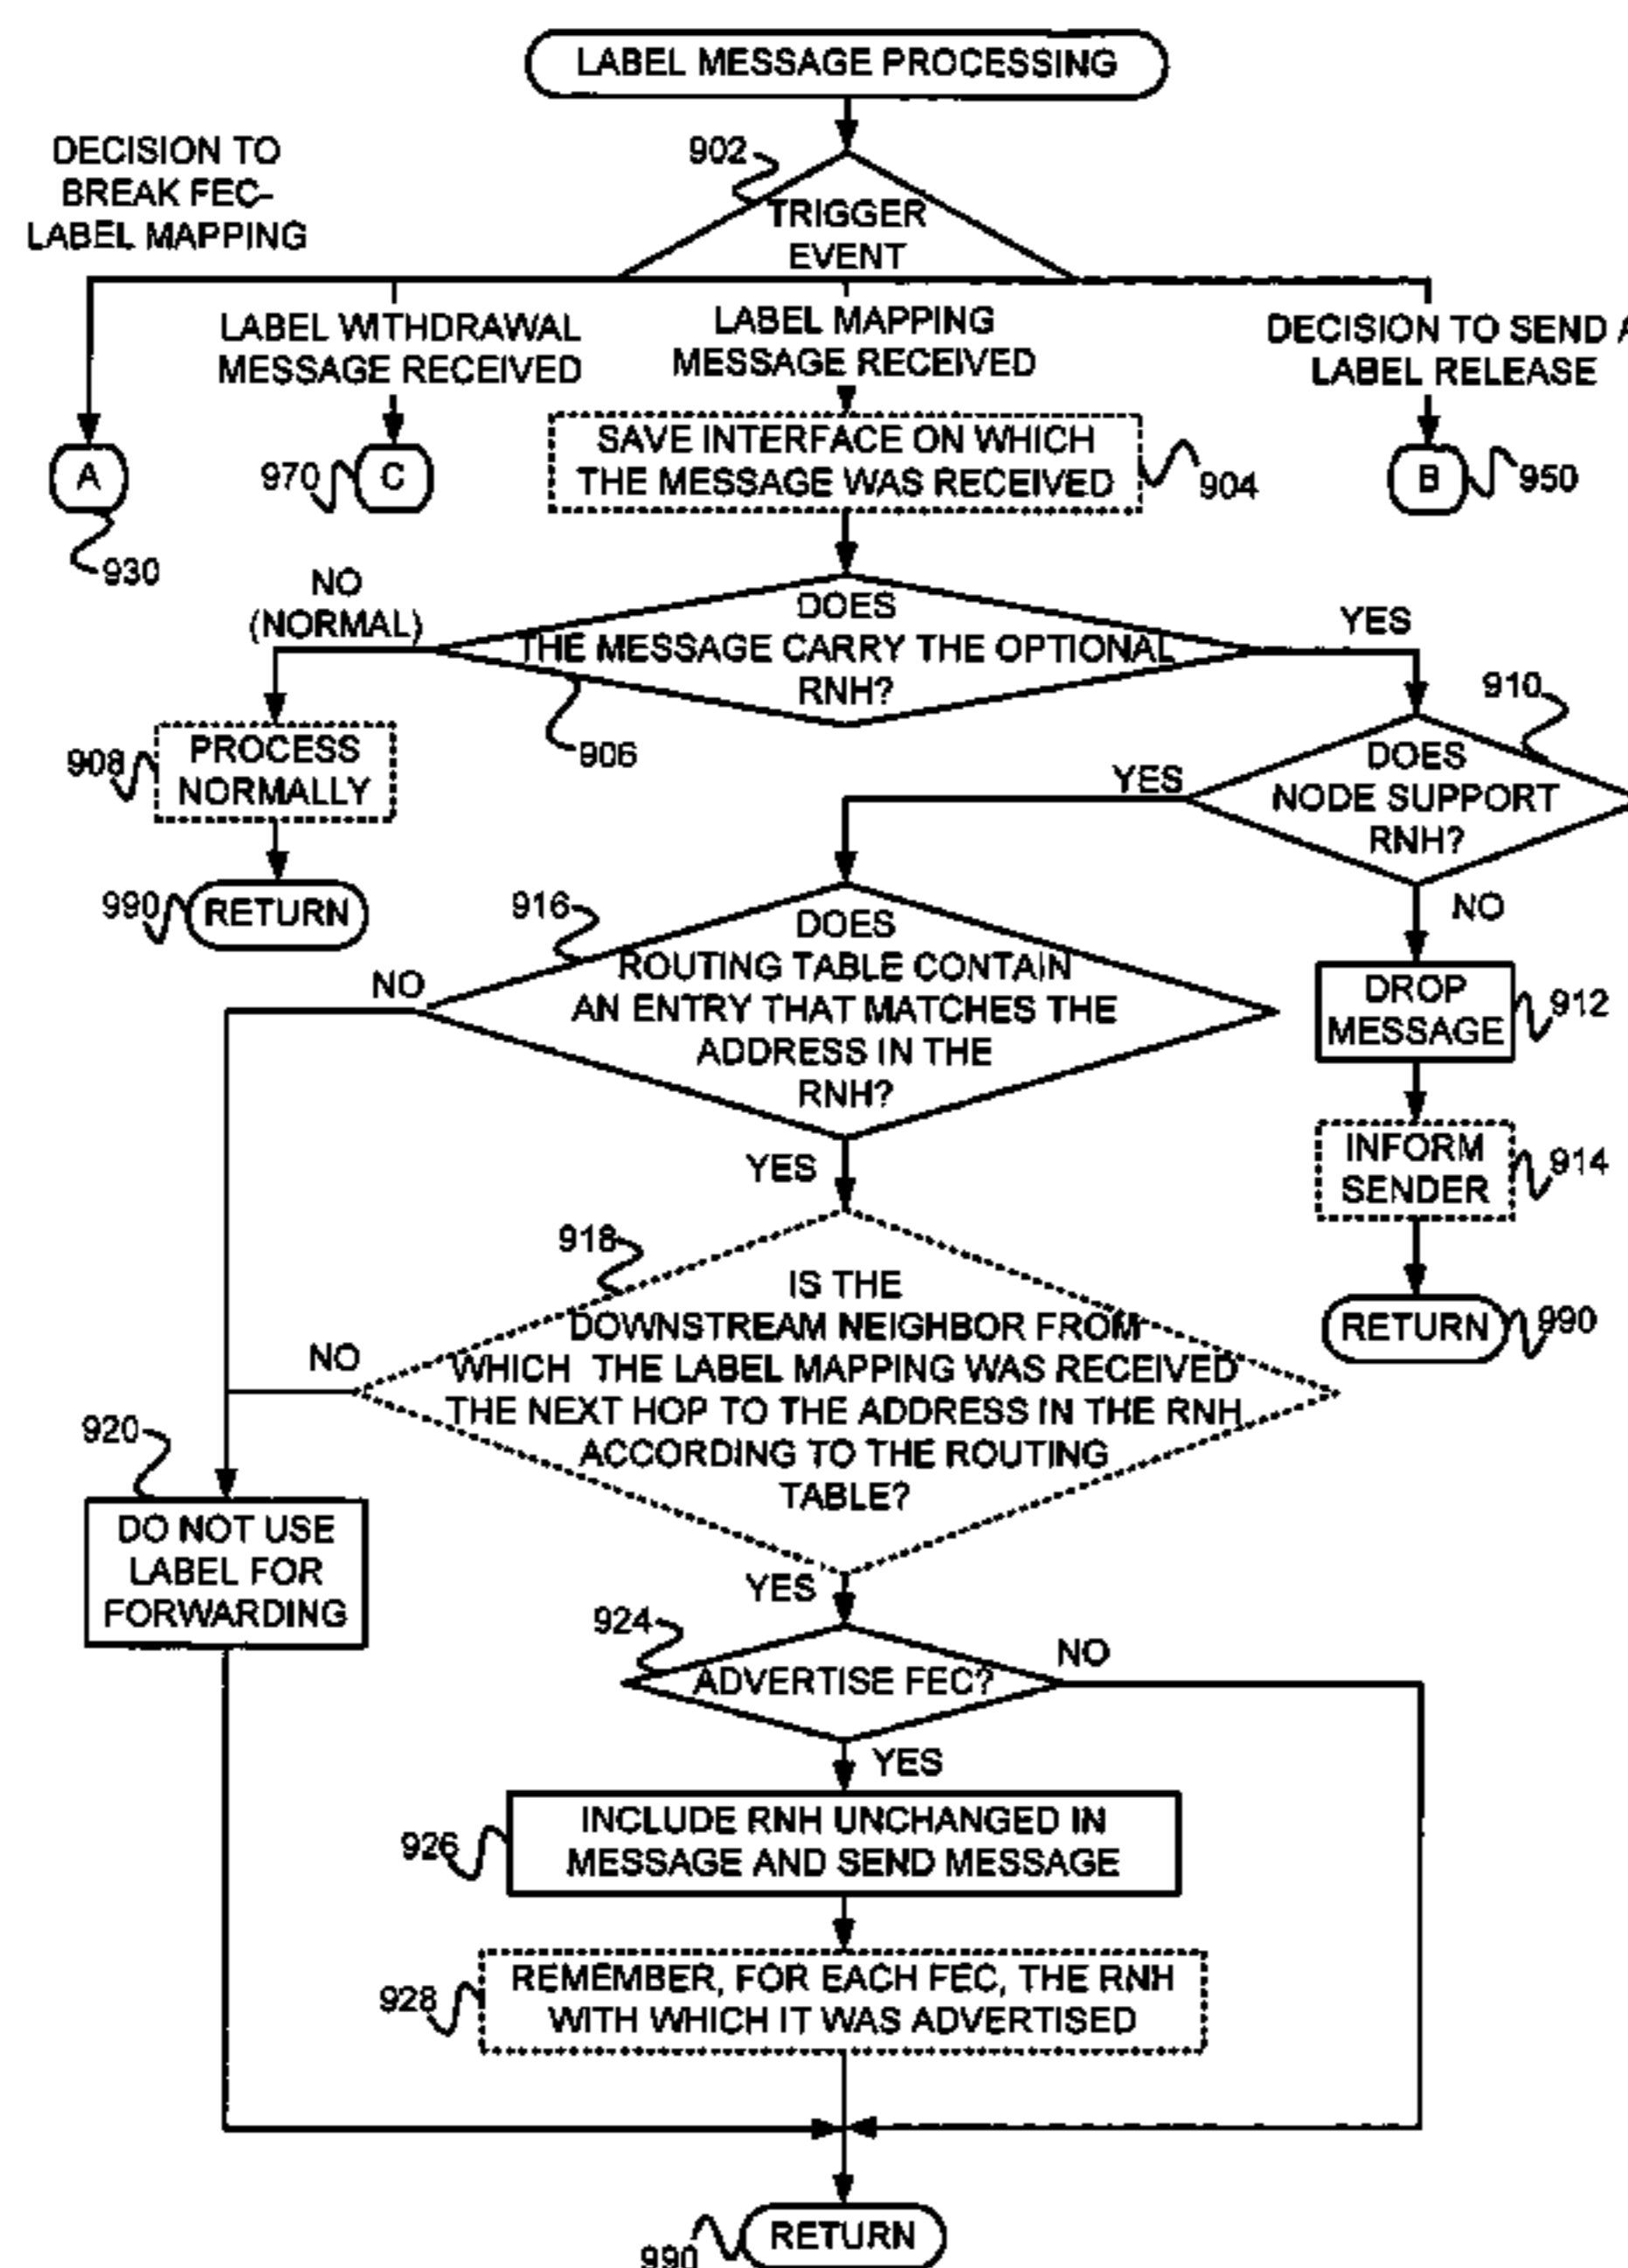 LABEL MESSAGE PROCESSING
902
DECISION TO
BREAK FEC-
LABEL MAPPING
TRIGGER
EVENT
LABEL WITHDRAWAL
MESSAGE RECEIVED
LABEL MAPPING
MESSAGE RECEIVED
DECISION TO SEND A
LABEL RELEASE
A
930
970
C
SAVE INTERFACE ON WHICH
THE MESSAGE WAS RECEIVED
904
B
950
NO
(NORMAL)
DOES
THE MESSAGE CARRY THE OPTIONAL
RNH?
906
YES
908
PROCESS
NORMALLY
990
RETURN
910
DOES
NODE SUPPORT
RNH?
YES
NO
916
DOES
ROUTING TABLE CONTAIN
AN ENTRY THAT MATCHES THE
ADDRESS IN THE
RNH?
NO
YES
DROP
MESSAGE
912
INFORM
SENDER
914
RETURN
990
918
IS THE
DOWNSTREAM NEIGHBOR FROM
WHICH THE LABEL MAPPING WAS RECEIVED
THE NEXT HOP TO THE ADDRESS IN THE RNH
ACCORDING TO THE ROUTING
TABLE?
NO
YES
920
DO NOT USE
LABEL FOR
FORWARDING
924
ADVERTISE FEC?
NO
YES
926
INCLUDE RNH UNCHANGED IN
MESSAGE AND SEND MESSAGE
928
REMEMBER, FOR EACH FEC, THE RNH
WITH WHICH IT WAS ADVERTISED
990
RETURN